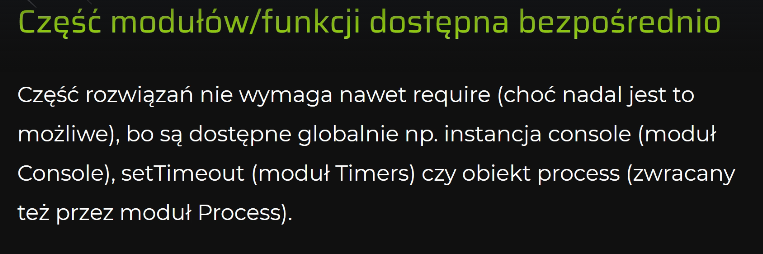 Część modułów/funkcji dostępna bezpośrednio
Część rozwiązań nie wymaga nawet require (choć nadal jest to
możliwe), bo są dostępne globalnie np. instancja console (moduł
Console), setTimeout (moduł Timers) czy obiekt process (zwracany
też przez moduł Process).